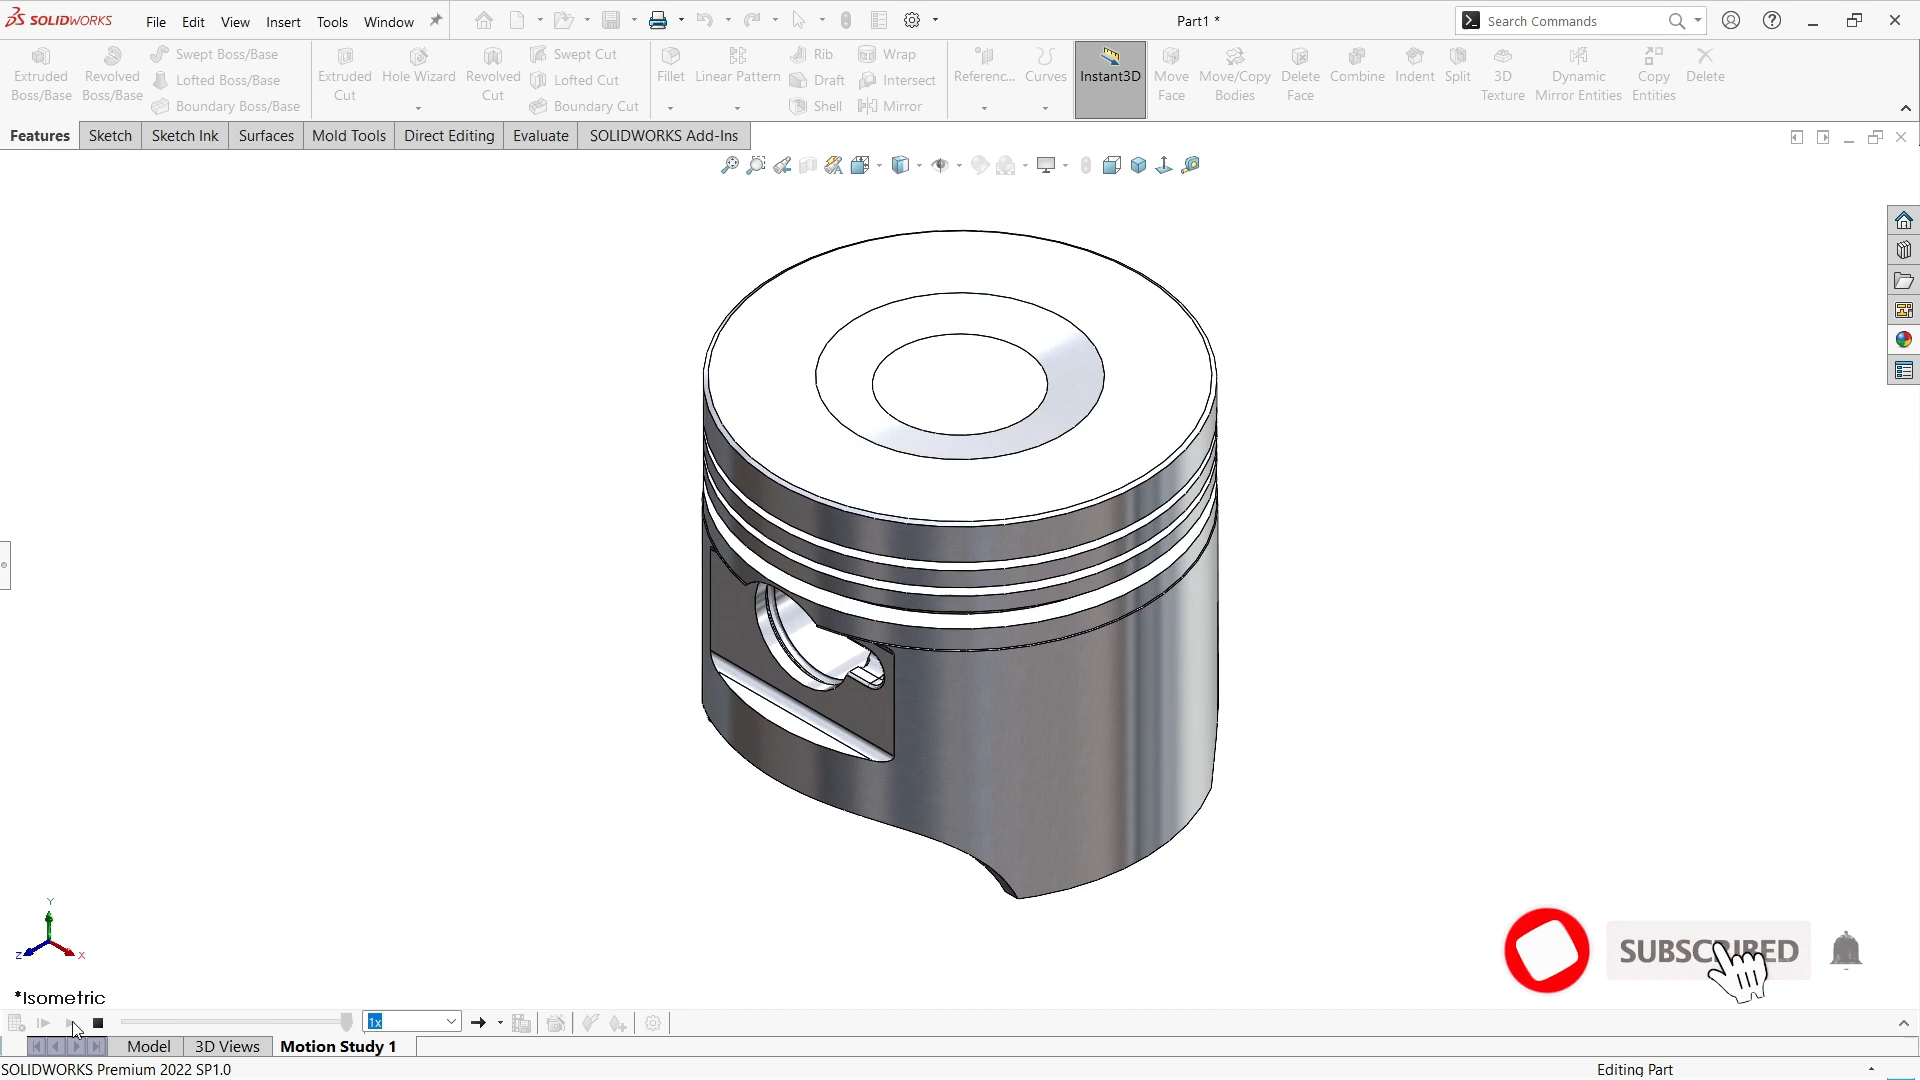 SOLIDWORKS File Edit View Insert Tools Window Part1 * Search Commands
Extruded Boss/Base
Revolved Boss/Base
Swept Boss/Base
Lofted Boss/Base
Boundary Boss/Base
Extruded Cut
Hole Wizard
Revolved Cut
Swept Cut
Lofted Cut
Boundary Cut
Fillet
Linear Pattern
Rib
Draft
Shell
Wrap
Intersect
Mirror
Referenc...
Curves
Instant3D
Move Face
Move/Copy Bodies
Delete Face
Combine
Indent
Split
3D Texture
Dynamic Mirror Entities
Copy Entities
Delete
Features Sketch Sketch Ink Surfaces Mold Tools Direct Editing Evaluate SOLIDWORKS Add-Ins
Y
Z
X
*Isometric
SUBSCRIBED
1x
Model 3D Views Motion Study 1
SOLIDWORKS Premium 2022 SP1.0 Editing Part